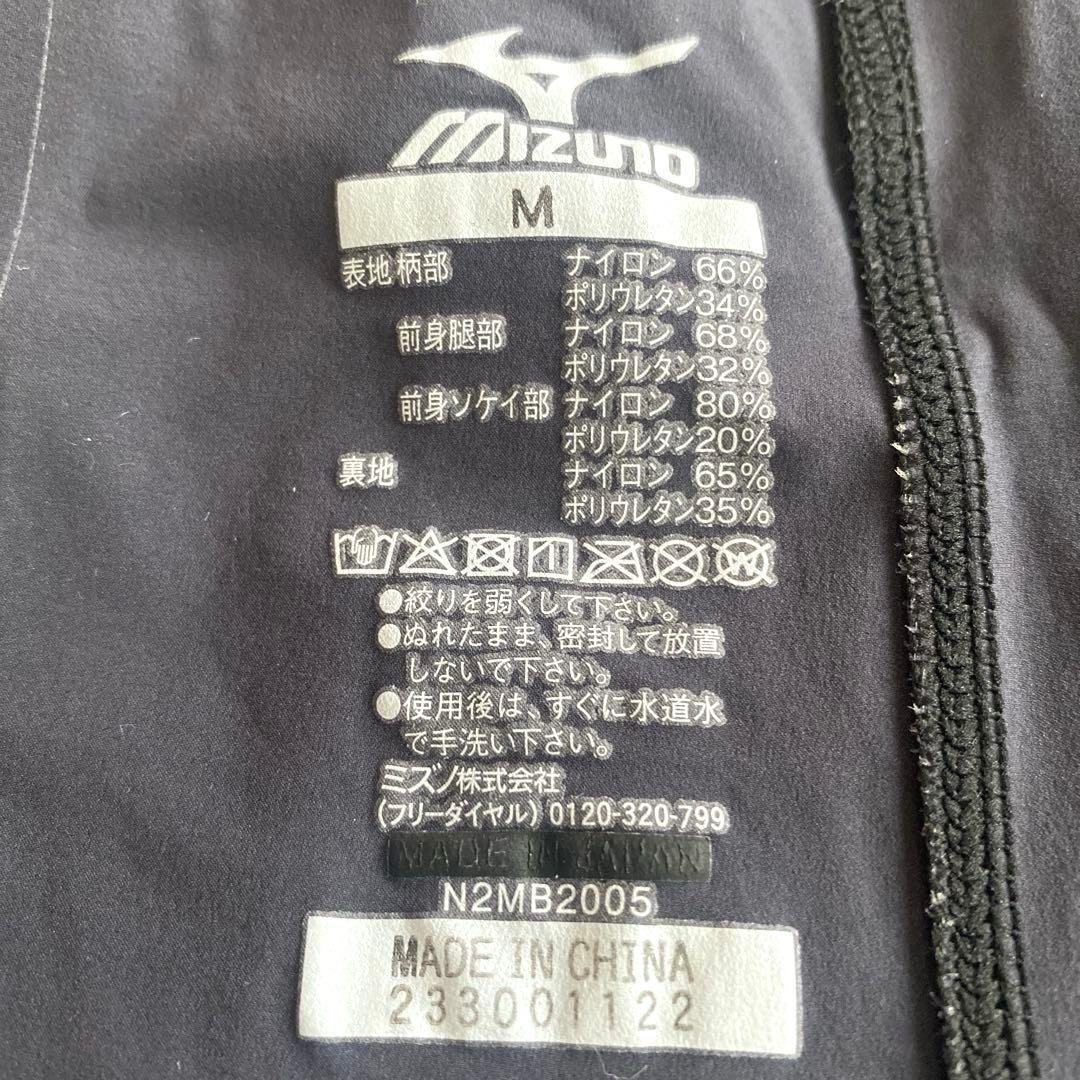 MIZUNO
M
表地 柄部 ナイロン 66%
ポリウレタン34%
前身腿部 ナイロン 68%
ポリウレタン32%
前身ソケイ部 ナイロン 80%
ポリウレタン20%
裏地 ナイロン 65%
ポリウレタン35%
W
●絞りを弱くして下さい。
●ぬれたまま、密封して放置
しないで下さい。
●使用後は、すぐに水道水
で手洗い下さい。
ミズノ株式会社
(フリーダイヤル) 0120-320-799
MADE IN JAPAN
N2MB2005
MADE IN CHINA
233001122